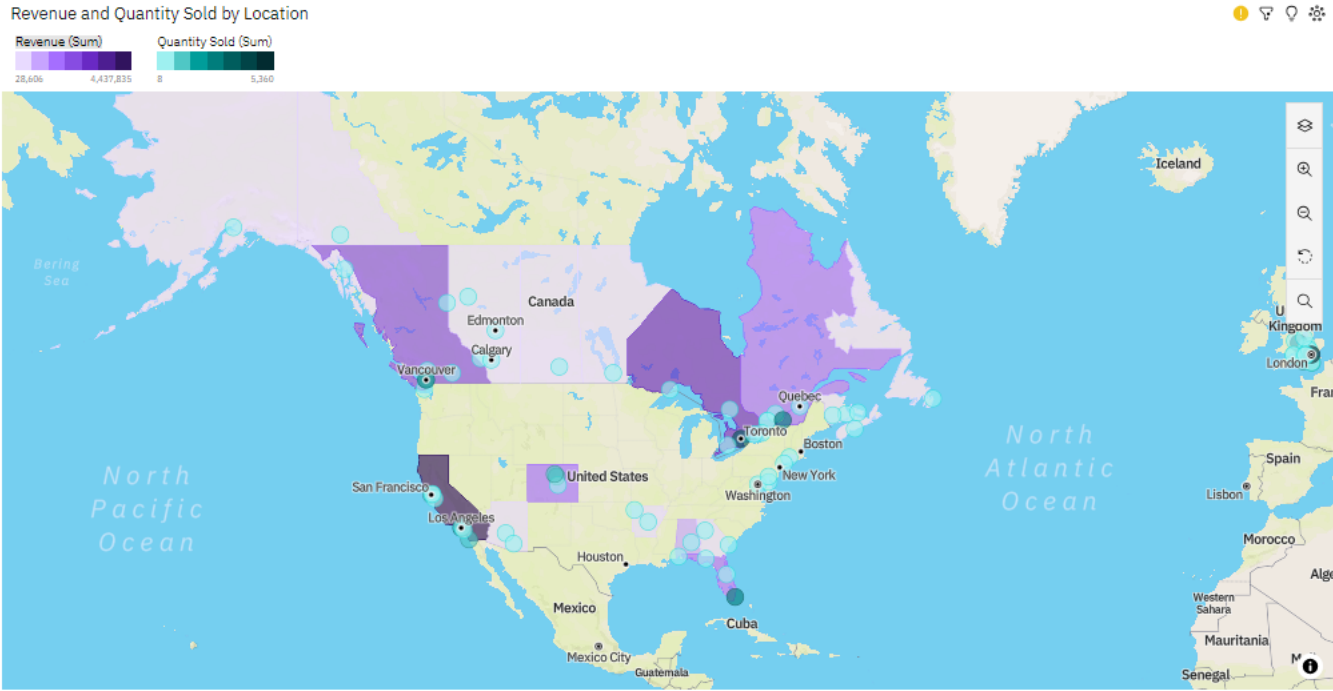 Revenue and Quantity Sold by Location
Revenue (Sum)
28,606 4,437,835
Quantity Sold (Sum)
8 5,360
Iceland
Bering
Sea
Canada
Edmonton
Calgary
Vancouver
U
Kingdom
London
Quebec
Toronto
Boston
New York
Washington
United States
San Francisco
Los Angeles
Houston
North
Pacific
Ocean
North
Atlantic
Ocean
Fran
Spain
Lisbon
Morocco
Alge
Western
Sahara
Mauritania
M
Senegal
Mexico
Mexico City
Cuba
Guatemala